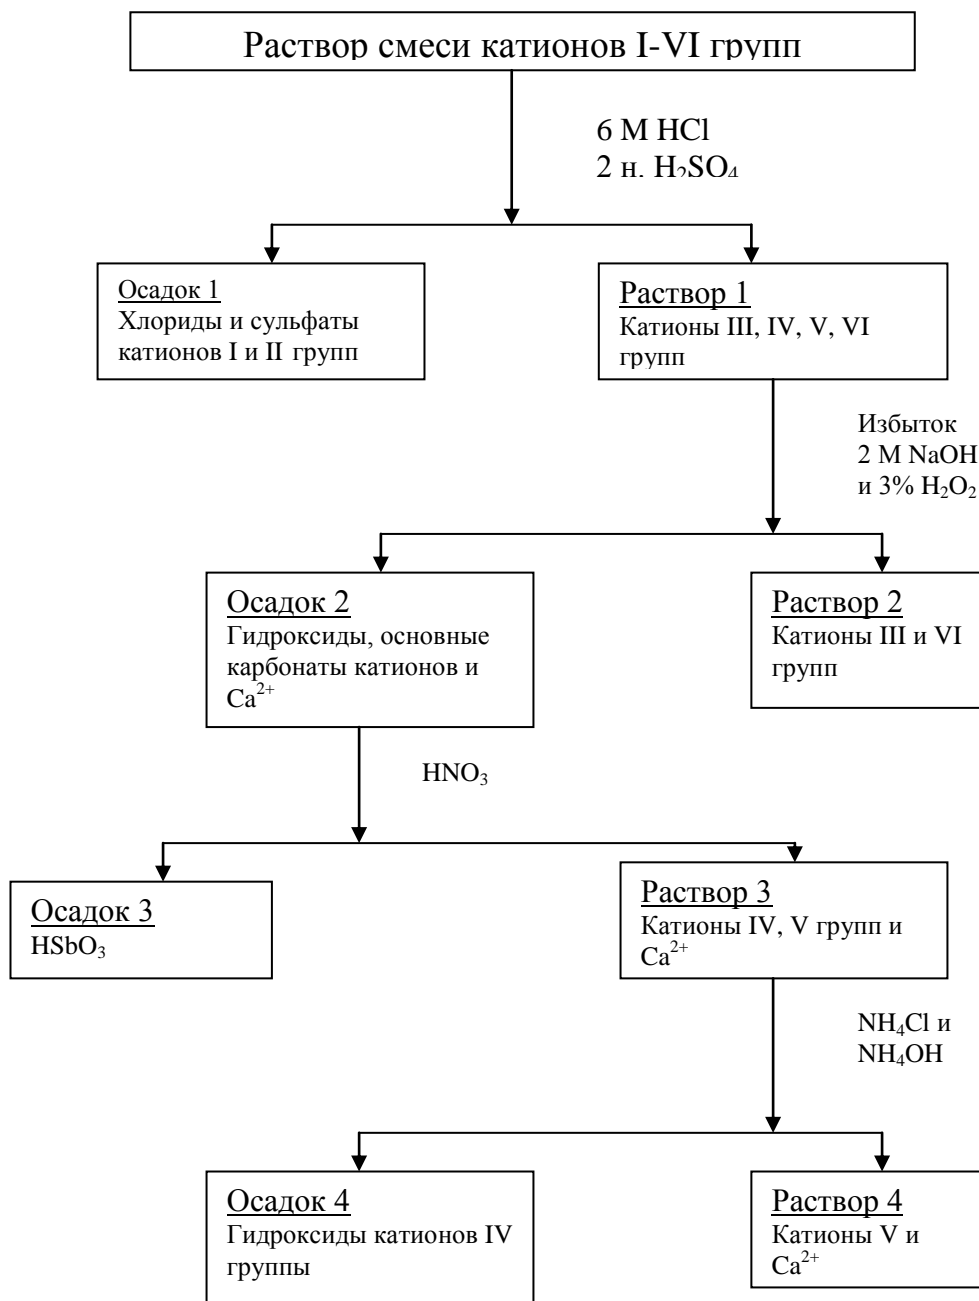 Раствор смеси катионов I-VI групп
6 M HCl
2 н. H₂SO₄
Осадок 1
Хлориды и сульфаты
катионов I и II групп
Раствор 1
Катионы III, IV, V, VI
групп
Избыток
2 M NaOH
и 3% H₂O₂
Осадок 2
Гидроксиды, основные
карбонаты катионов и
Ca²⁺
Раствор 2
Катионы III и VI
групп
HNO₃
Осадок 3
HSbO₃
Раствор 3
Катионы IV, V групп и
Ca²⁺
NH₄Cl и
NH₄OH
Осадок 4
Гидроксиды катионов IV
группы
Раствор 4
Катионы V и
Ca²⁺